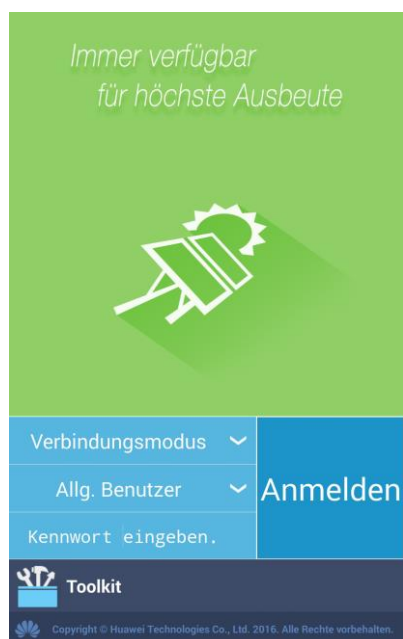 Immer verfügbar
für höchste Ausbeute
Verbindungsmodus
Allg. Benutzer
Anmelden
Kennwort eingeben.
Toolkit
Copyright © Huawei Technologies Co., Ltd. 2016. Alle Rechte vorbehalten.